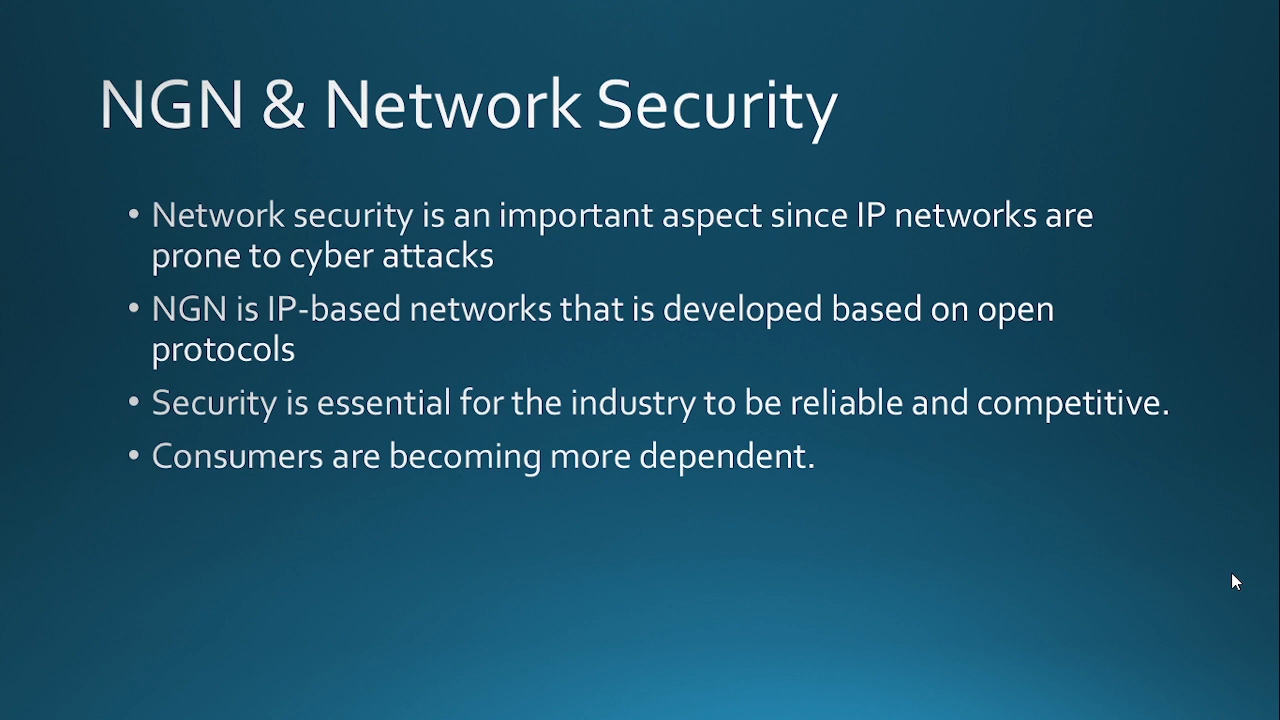 NGN & Network Security
• Network security is an important aspect since IP networks are
prone to cyber attacks
• NGN is IP-based networks that is developed based on open
protocols
• Security is essential for the industry to be reliable and competitive.
• Consumers are becoming more dependent.